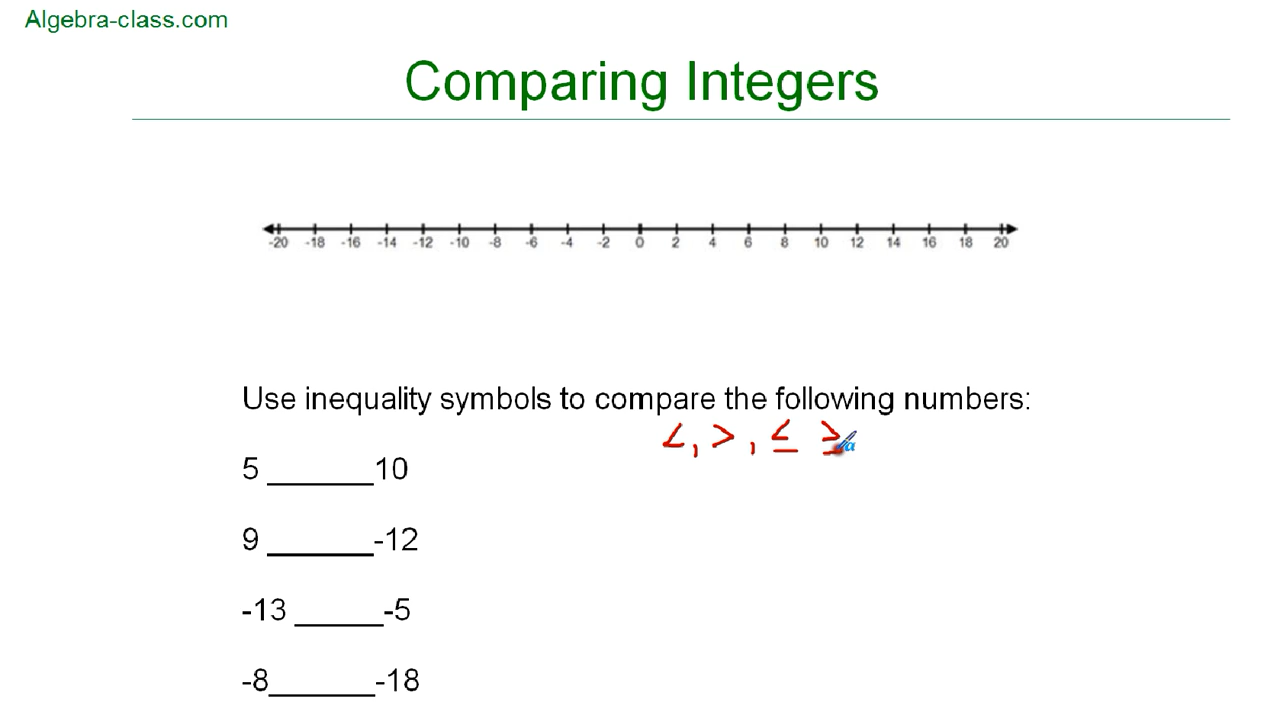 Algebra-class.com
Comparing Integers
-20 -18 -16 -14 -12 -10 -8 -6 -4 -2 0 2 4 6 8 10 12 14 16 18 20
Use inequality symbols to compare the following numbers:
<, >, ≤ ≥
5 _______10
9 _______-12
-13 ______-5
-8_______-18